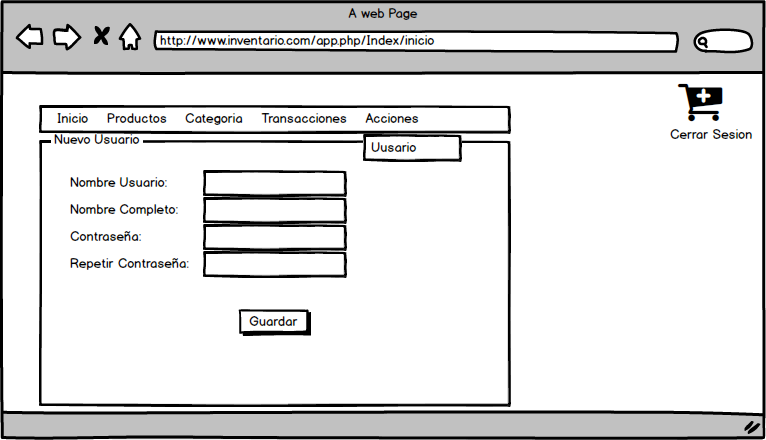 A web Page
http://www.inventario.com/app.php/Index/inicio
Cerrar Sesion
Inicio Productos Categoria Transacciones Acciones
Nuevo Usuario
Uusario
Nombre Usuario:
Nombre Completo:
Contraseña:
Repetir Contraseña:
Guardar